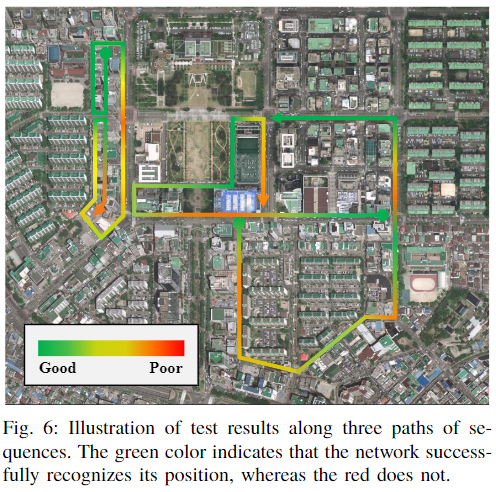 Good Poor
Fig. 6: Illustration of test results along three paths of se-
quences. The green color indicates that the network success-
fully recognizes its position, whereas the red does not.